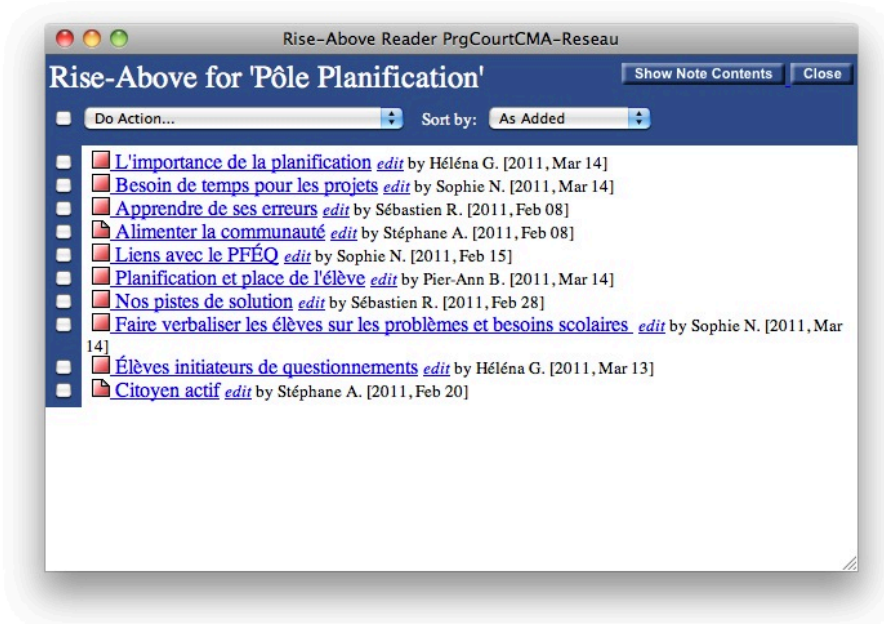 Rise-Above Reader PrgCourtCMA-Reseau
Rise-Above for 'Pôle Planification' Show Note Contents Close
Do Action... Sort by: As Added
L'importance de la planification edit by Héléna G. [2011, Mar 14]
Besoin de temps pour les projets edit by Sophie N. [2011, Mar 14]
Apprendre de ses erreurs edit by Sébastien R. [2011, Feb 08]
Alimenter la communauté edit by Stéphane A. [2011, Feb 08]
Liens avec le PFÉQ edit by Sophie N. [2011, Feb 15]
Planification et place de l'élève edit by Pier-Ann B. [2011, Mar 14]
Nos pistes de solution edit by Sébastien R. [2011, Feb 28]
Faire verbaliser les élèves sur les problèmes et besoins scolaires edit by Sophie N. [2011, Mar
14]
Élèves initiateurs de questionnements edit by Héléna G. [2011, Mar 13]
Citoyen actif edit by Stéphane A. [2011, Feb 20]